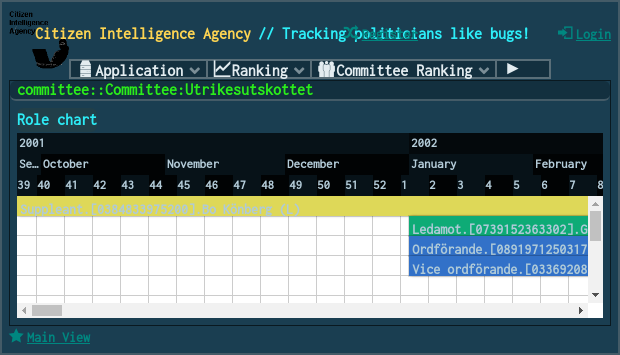 Citizen
Intelligence
Agency
Citizen Intelligence Agency // Tracking politicians like bugs!
Login
Application
Ranking
Committee Ranking
committee::Committee:Utrikesutskottet
Role chart
2001 2002
Se… October November December January February
39 40 41 42 43 44 45 46 47 48 49 50 51 52 1 2 3 4 5 6 7 8
Suppleant. Bo Könberg (L)
Ledamot.[0739152363302].G
Ordförande.[0891971250317
Vice ordförande.[03369208
Main View